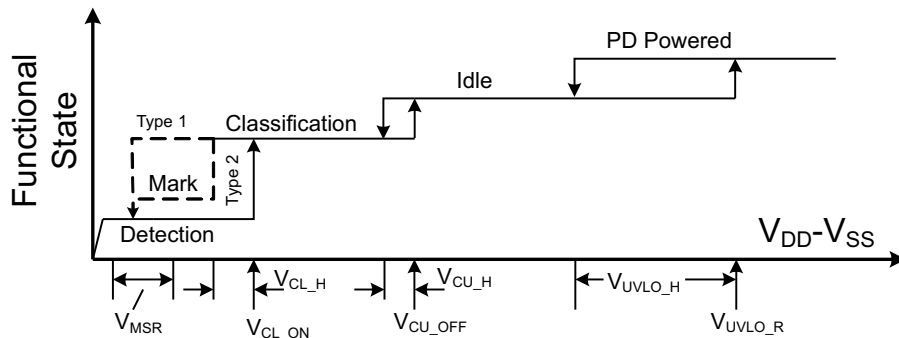 Functional
State
PD Powered
Idle
Type 1
Classification
Mark
Type 2
Detection
VDD-VSS
VMSR
VCL_H
VCL_ON
VCU_H
VCU_OFF
VUVLO_H
VUVLO_R